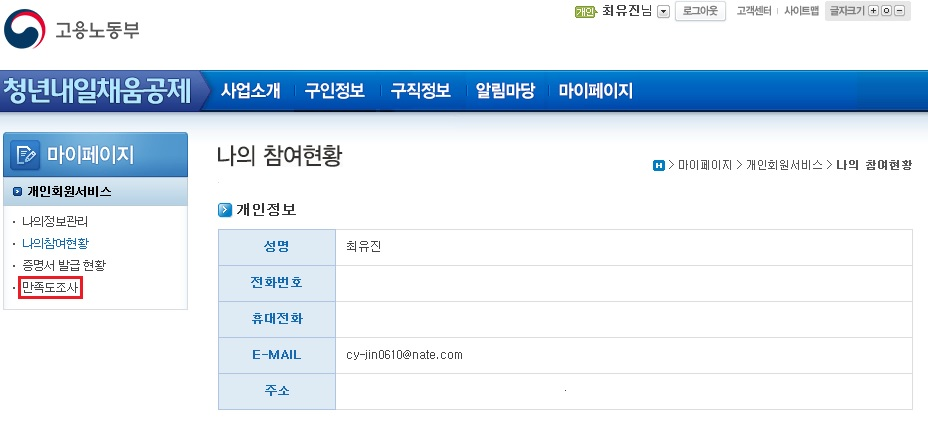 고용노동부
개인 최유진님 로그아웃 고객센터 사이트맵 글자크기
청년내일채움공제 사업소개 구인정보 구직정보 알림마당 마이페이지
마이페이지
개인회원서비스
· 나의정보관리
· 나의참여현황
· 증명서 발급 현황
· 만족도조사
나의 참여현황
H > 마이페이지 > 개인회원서비스 > 나의 참여현황
개인정보
성명 최유진
전화번호
휴대전화
E-MAIL cy-jin0610@nate.com
주소